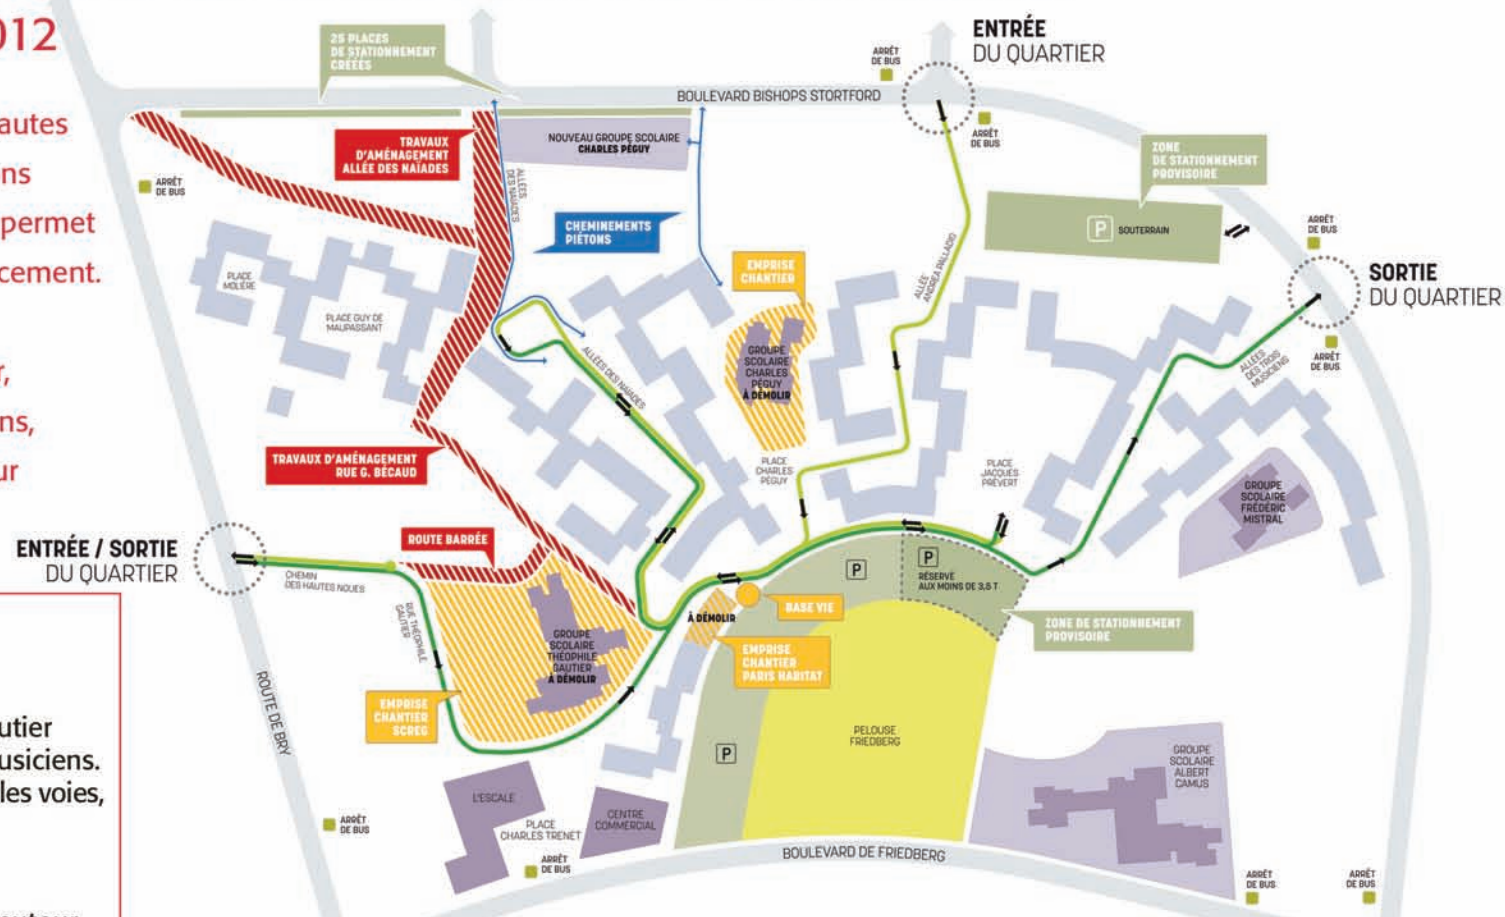 012
autes
ns
permet
cement.
r,
ns,
ur
utier
usiciens.
les voies,
25 PLACES
DE STATIONNEMENT
CRÉÉES
ENTRÉE
DU QUARTIER
ARRÊT
DE BUS
BOULEVARD BISHOPS STORTFORD
ARRÊT
DE BUS
TRAVAUX
D'AMÉNAGEMENT
ALLÉE DES NAÏADES
NOUVEAU GROUPE SCOLAIRE
CHARLES PÉGUY
ALLÉES
DES NAÏADES
ZONE
DE STATIONNEMENT
PROVISOIRE
ARRÊT
DE BUS
CHEMINEMENTS
PIÉTONS
P
SOUTERRAIN
ARRÊT
DE BUS
EMPRISE
CHANTIER
ALLÉE
ANDREA PALLADIO
SORTIE
DU QUARTIER
PLACE
MOLIÈRE
PLACE GUY DE
MAUPASSANT
GROUPE
SCOLAIRE
CHARLES
PÉGUY
À DÉMOLIR
ALLÉES DES NAÏADES
ALLÉES
DES TROIS
MUSICIENS
ARRÊT
DE BUS
TRAVAUX D'AMÉNAGEMENT
RUE G. BÉCAUD
PLACE
CHARLES
PÉGUY
PLACE
JACQUES
PRÉVERT
GROUPE
SCOLAIRE
FRÉDÉRIC
MISTRAL
ENTRÉE / SORTIE
DU QUARTIER
ROUTE BARRÉE
CHEMIN
DES HAUTES NOUES
RUE THÉOPHILE
GAUTIER
P
P
RÉSERVÉ
AUX MOINS DE 3,5 T
À DÉMOLIR
BASE VIE
ZONE DE STATIONNEMENT
PROVISOIRE
GROUPE
SCOLAIRE
THÉOPHILE
GAUTIER
À DÉMOLIR
EMPRISE
CHANTIER
PARIS HABITAT
EMPRISE
CHANTIER
SCREG
ROUTE DE BRY
P
PELOUSE
FRIEDBERG
GROUPE
SCOLAIRE
ALBERT
CAMUS
L'ESCALE
PLACE
CHARLES TRENET
CENTRE
COMMERCIAL
ARRÊT
DE BUS
ARRÊT
DE BUS
BOULEVARD DE FRIEDBERG
ARRÊT
DE BUS
ARRÊT
DE BUS